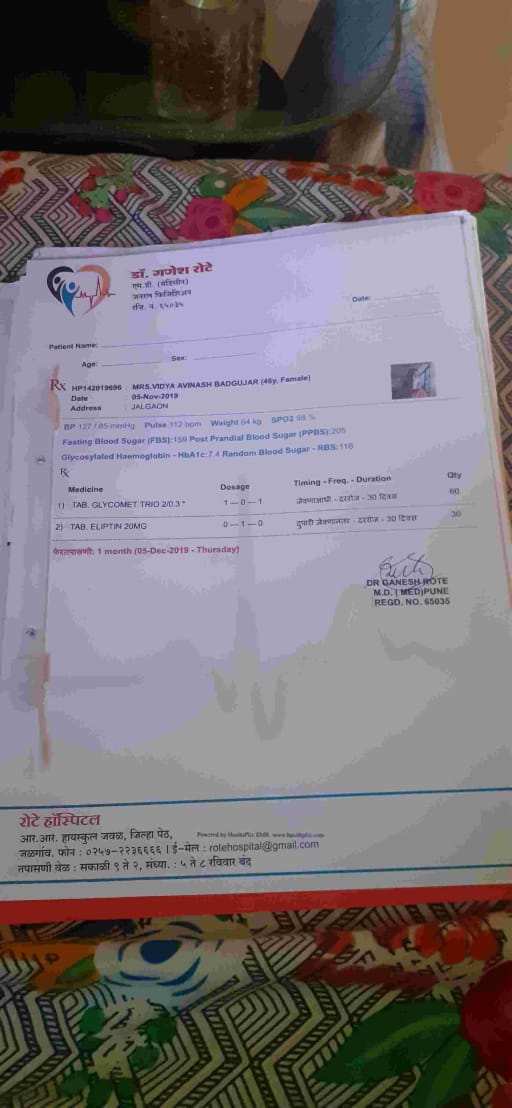 डॉ. गणेश रोटे
एम.डी. (मेडिसीन)
जनरल फिजिशिअन
रजि. नं. ६५०३५
Date:
Patient Name:
Age: Sex:
Rx HP142019696 : MRS.VIDYA AVINASH BADGUJAR (46y, Female)
Date : 05-Nov-2019
Address : JALGAON
BP 127 / 85 mmHg Pulse 112 bpm Weight 64 kg SPO2 98 %
Fasting Blood Sugar (FBS):159 Post Prandial Blood Sugar (PPBS):205
Glycosylated Haemoglobin - HbA1c:7.4 Random Blood Sugar - RBS:116
Rx
Medicine Dosage Timing - Freq. - Duration Qty
1) TAB. GLYCOMET TRIO 2/0.3 * 1 - 0 - 1 जेवणाआधी - दररोज - 30 दिवस 60
2) TAB. ELIPTIN 20MG 0 - 1 - 0 दुपारी जेवणानंतर - दररोज - 30 दिवस 30
फेरतपासणी: 1 month (05-Dec-2019 - Thursday)
DR GANESH ROTE
M.D. ( MED)PUNE
REGD. NO. 65035
रोटे हॉस्पिटल
Powered by HealthPlix EMR. www.healthplix.com
आर.आर. हायस्कुल जवळ, जिल्हा पेठ,
जळगांव. फोन : ०२५७-२२३६६६६ । ई-मेल : rotehospital@gmail.com
तपासणी वेळ : सकाळी ९ ते २, संध्या. : ५ ते ८ रविवार बंद